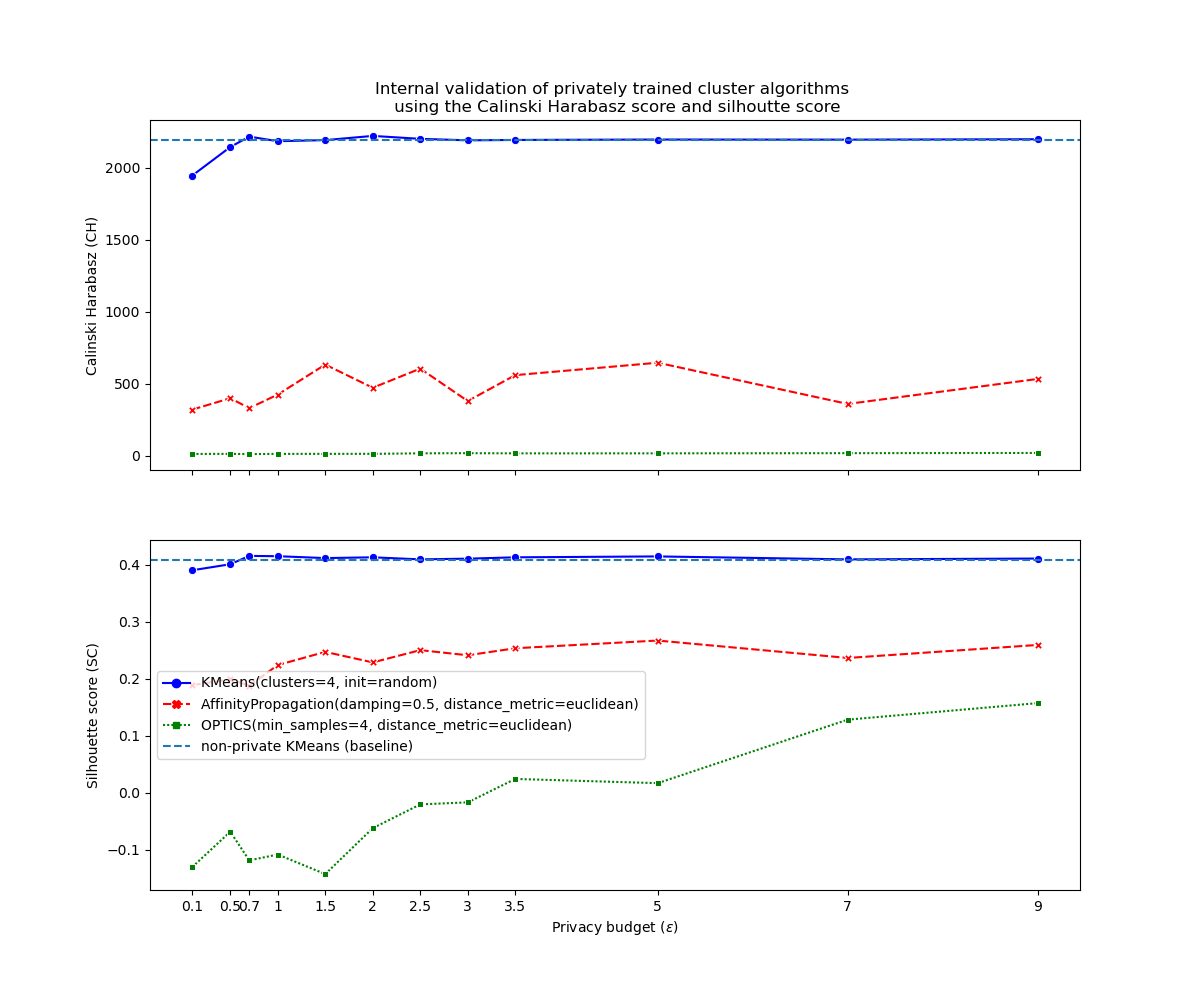 Internal validation of privately trained cluster algorithms
using the Calinski Harabasz score and silhoutte score
Calinski Harabasz (CH)
2000
1500
1000
500
0
Silhouette score (SC)
0.4
0.3
0.2
0.1
0.0
−0.1
KMeans(clusters=4, init=random)
AffinityPropagation(damping=0.5, distance_metric=euclidean)
OPTICS(min_samples=4, distance_metric=euclidean)
non-private KMeans (baseline)
0.1 0.5 0.7 1 1.5 2 2.5 3 3.5 5 7 9
Privacy budget (ε)